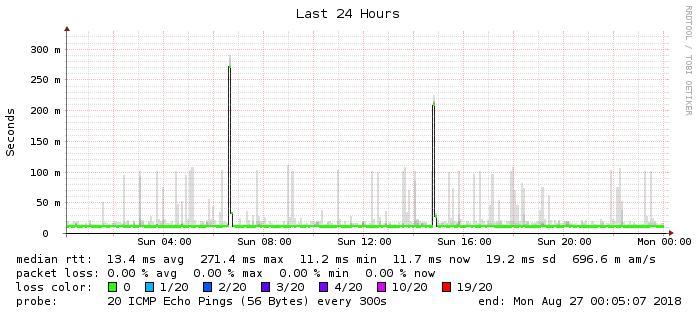 Last 24 Hours
RRDTOOL / TOBI OETIKER
Seconds
300 m
250 m
200 m
150 m
100 m
50 m
0
Sun 04:00 Sun 08:00 Sun 12:00 Sun 16:00 Sun 20:00 Mon 00:00
median rtt: 13.4 ms avg 271.4 ms max 11.2 ms min 11.7 ms now 19.2 ms sd 696.6 m am/s
packet loss: 0.00 % avg 0.00 % max 0.00 % min 0.00 % now
loss color: 0 1/20 2/20 3/20 4/20 10/20 19/20
probe: 20 ICMP Echo Pings (56 Bytes) every 300s end: Mon Aug 27 00:05:07 2018